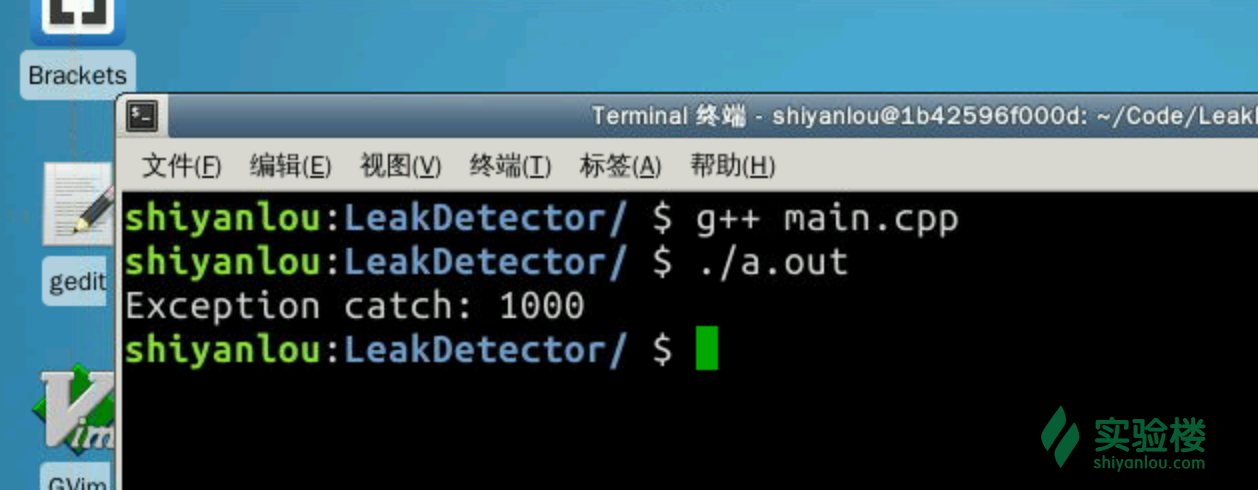 Brackets
Terminal 终端 - shiyanlou@1b42596f000d: ~/Code/Leak
文件(F) 编辑(E) 视图(V) 终端(T) 标签(A) 帮助(H)
shiyanlou:LeakDetector/ $ g++ main.cpp
shiyanlou:LeakDetector/ $ ./a.out
Exception catch: 1000
shiyanlou:LeakDetector/ $
gedit
Vim
GVim
实验楼
shiyanlou.com